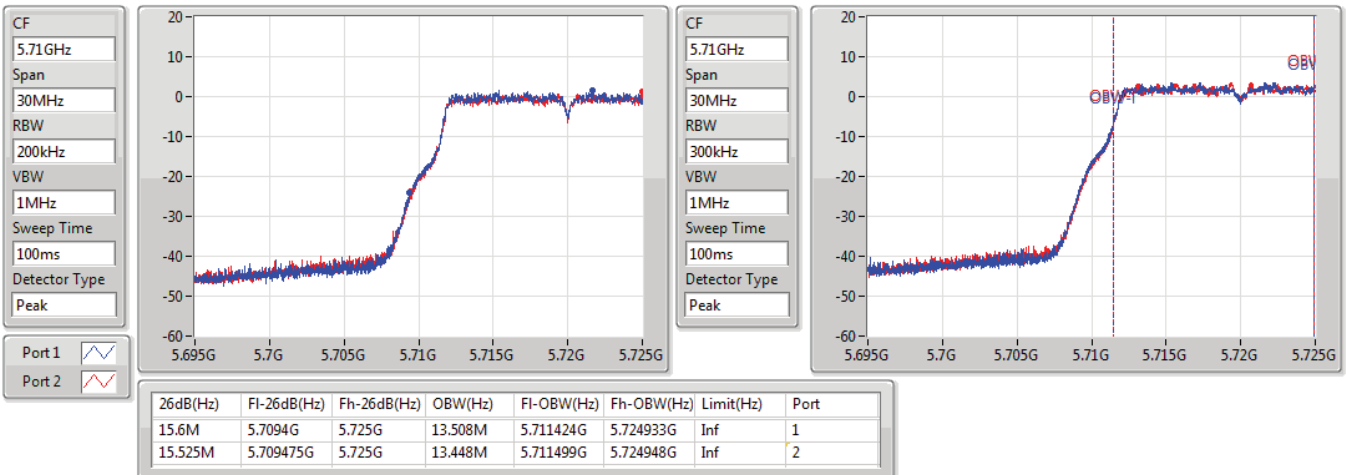 CF
5.71GHz
Span
30MHz
RBW
200kHz
VBW
1MHz
Sweep Time
100ms
Detector Type
Peak
Port 1
Port 2
20
10
0
-10
-20
-30
-40
-50
-60
5.695G 5.7G 5.705G 5.71G 5.715G 5.72G 5.725G
CF
5.71GHz
Span
30MHz
RBW
300kHz
VBW
1MHz
Sweep Time
100ms
Detector Type
Peak
20
10
0
-10
-20
-30
-40
-50
-60
5.695G 5.7G 5.705G 5.71G 5.715G 5.72G 5.725G
26dB(Hz) Fl-26dB(Hz) Fh-26dB(Hz) OBW(Hz) Fl-OBW(Hz) Fh-OBW(Hz) Limit(Hz) Port
15.6M 5.7094G 5.725G 13.508M 5.711424G 5.724933G Inf 1
15.525M 5.709475G 5.725G 13.448M 5.711499G 5.724948G Inf 2